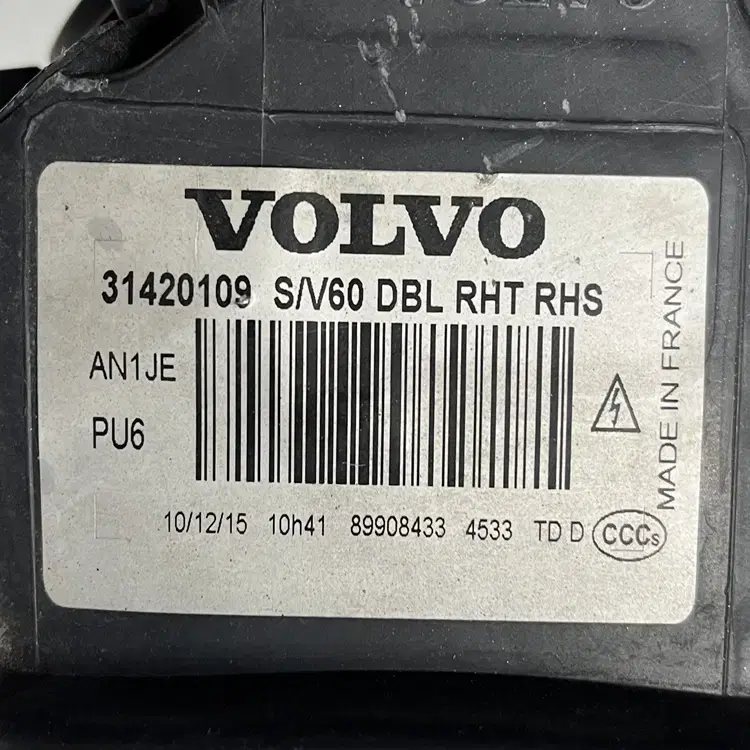 VOLVO
VOLVO
31420109 S/V60 DBL RHT RHS
AN1JE
PU6
MADE IN FRANCE
10/12/15 10h41 89908433 4533 TD D CCCs